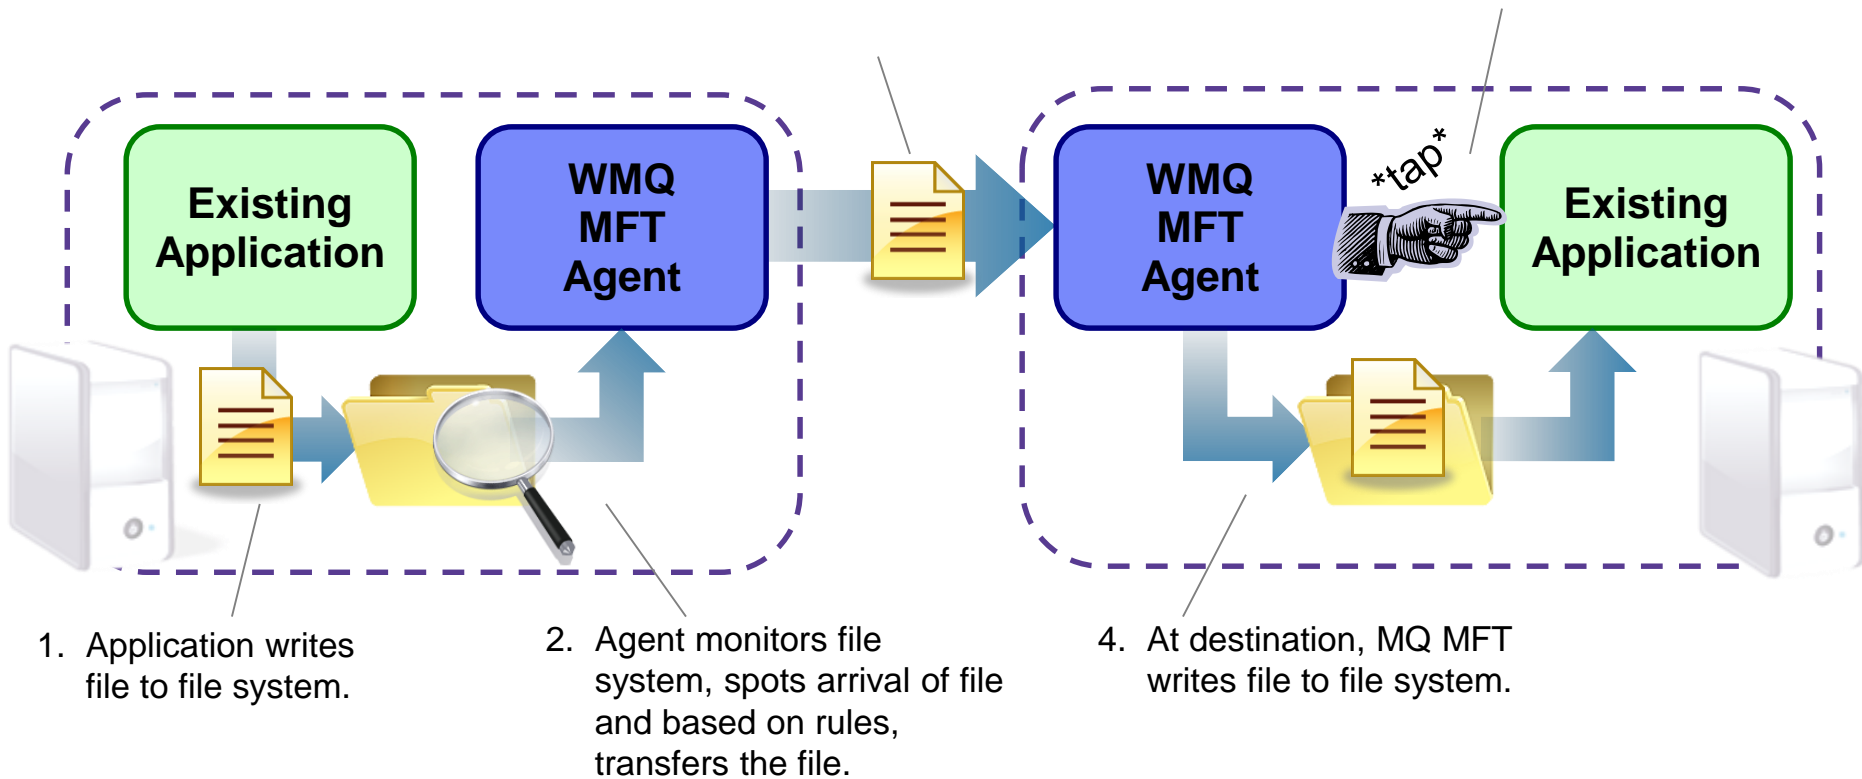 Existing
Application
WMQ
MFT
Agent
WMQ
MFT
Agent
*tap*
Existing
Application
1. Application writes
file to file system.
2. Agent monitors file
system, spots arrival of file
and based on rules,
transfers the file.
4. At destination, MQ MFT
writes file to file system.